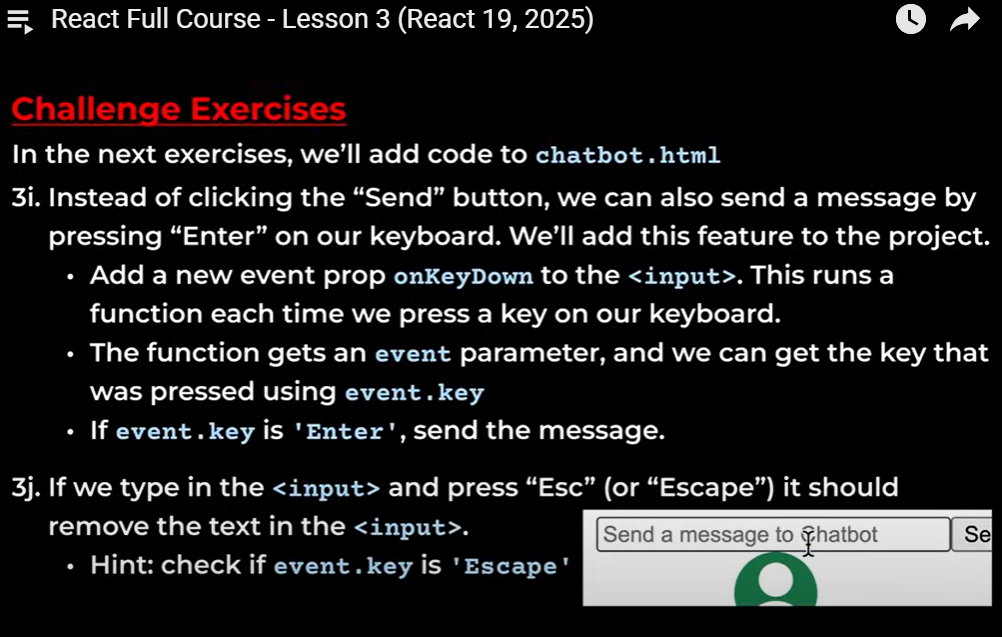 React Full Course - Lesson 3 (React 19, 2025)
Challenge Exercises
In the next exercises, we'll add code to chatbot.html
3i. Instead of clicking the “Send” button, we can also send a message by
pressing “Enter” on our keyboard. We'll add this feature to the project.
• Add a new event prop onKeyDown to the <input>. This runs a
function each time we press a key on our keyboard.
• The function gets an event parameter, and we can get the key that
was pressed using event.key
• If event.key is 'Enter', send the message.
3j. If we type in the <input> and press “Esc” (or “Escape”) it should
remove the text in the <input>.
• Hint: check if event.key is 'Escape'
Send a message to Chatbot
Se